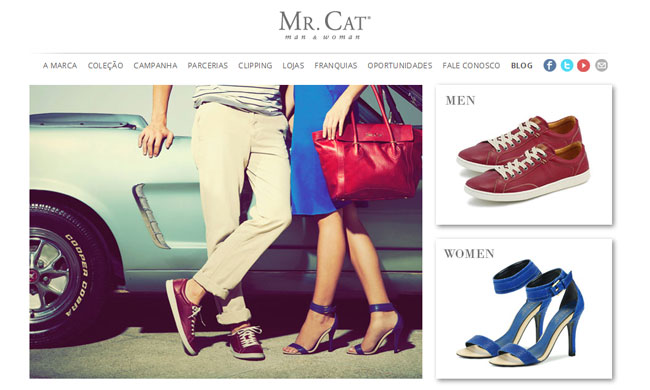 MR. CAT®
man & woman
A MARCA COLEÇÃO CAMPANHA PARCERIAS CLIPPING LOJAS FRANQUIAS OPORTUNIDADES FALE CONOSCO BLOG
MEN
WOMEN
COOPER COBRA